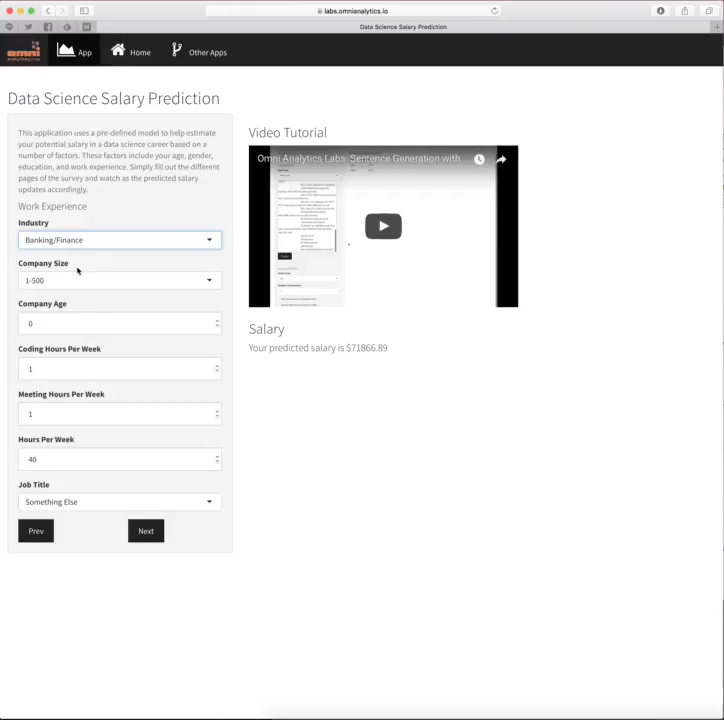 labs.omnianalytics.io
Data Science Salary Prediction
omni
App
Home
Other Apps
Data Science Salary Prediction
This application uses a pre-defined model to help estimate
your potential salary in a data science career based on a
number of factors. These factors include your age, gender,
education, and work experience. Simply fill out the different
pages of the survey and watch as the predicted salary
updates accordingly.
Work Experience
Industry
Banking/Finance
Company Size
1-500
Company Age
0
Coding Hours Per Week
1
Meeting Hours Per Week
1
Hours Per Week
40
Job Title
Something Else
Prev
Next
Video Tutorial
Omni Analytics Labs: Sentence Generation with...
Salary
Your predicted salary is $71866.89